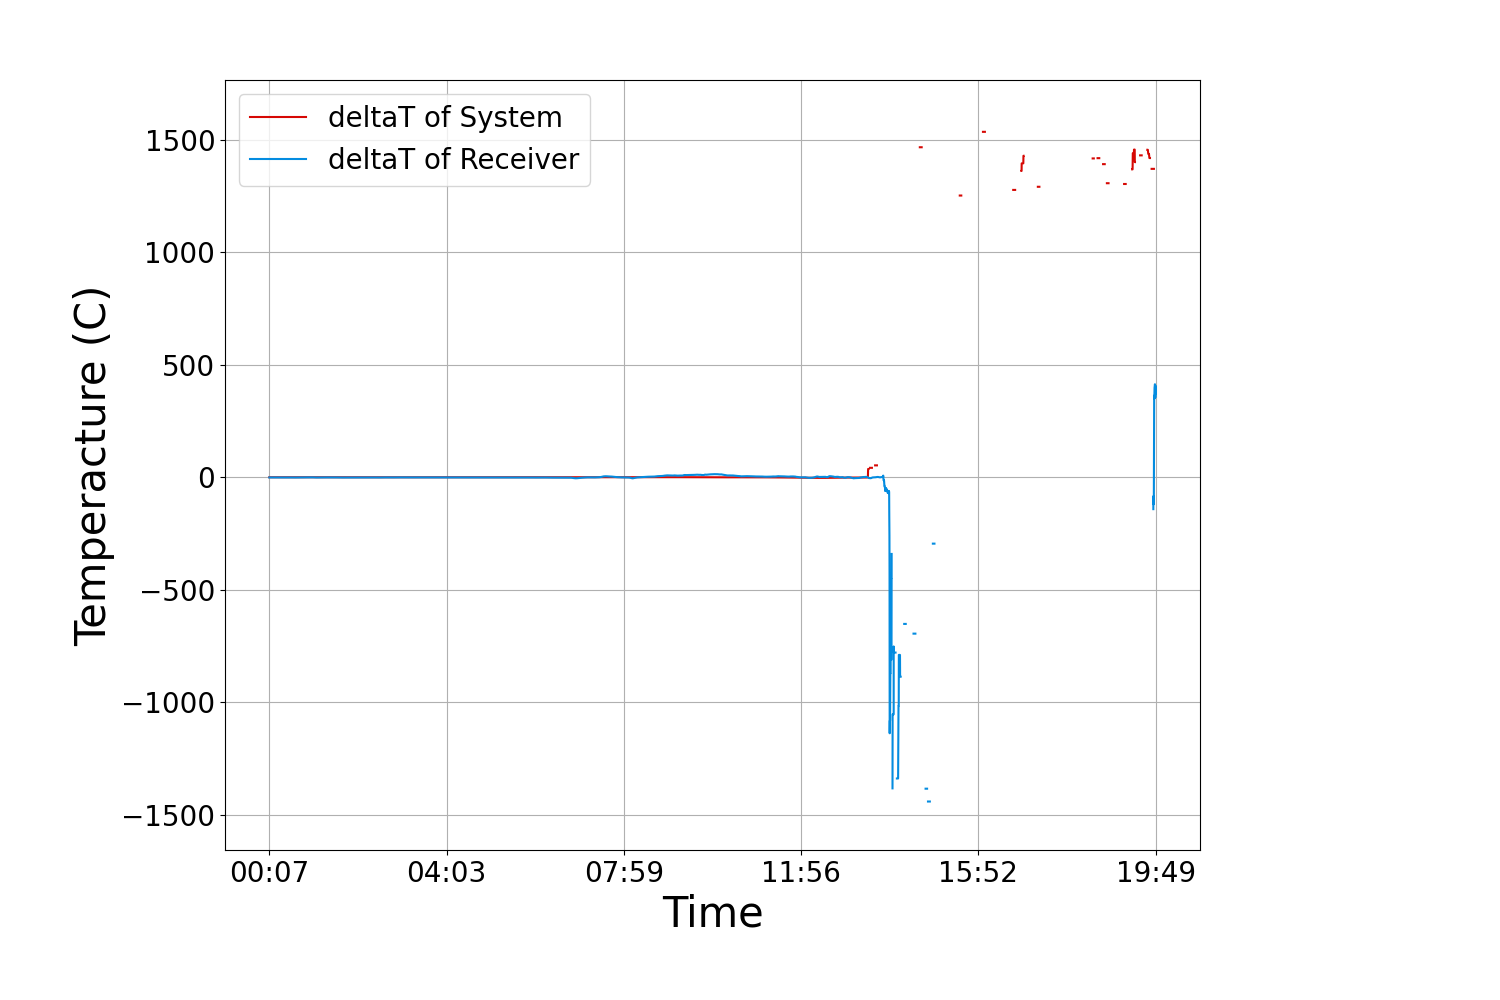 deltaT of System
deltaT of Receiver
1500
1000
500
0
−500
−1000
−1500
Temperacture (C)
00:07 04:03 07:59 11:56 15:52 19:49
Time